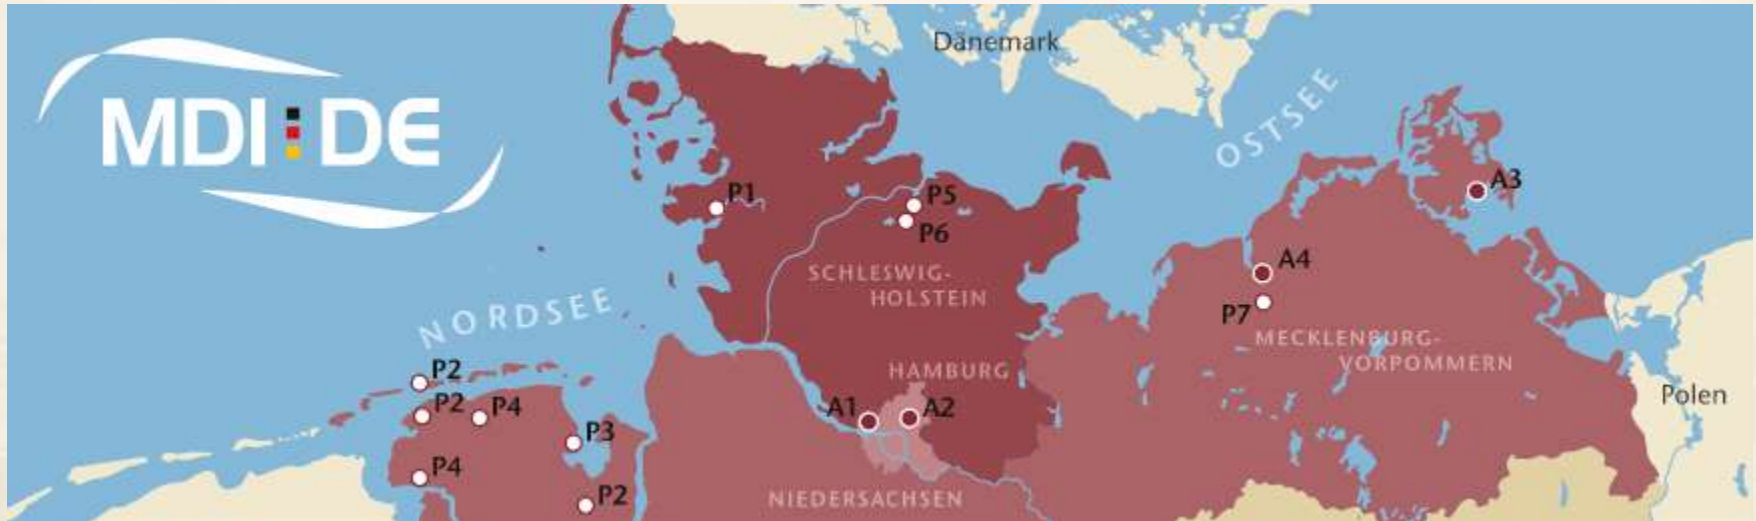 Dänemark
MDI:DE
OSTSEE
A3
P1
P5
P6
A4
SCHLESWIG-
HOLSTEIN
NORDSEE
P7
MECKLENBURG-
VORPOMMERN
P2
HAMBURG
Polen
P2
P4
A1
A2
P3
P4
P2
NIEDERSACHSEN